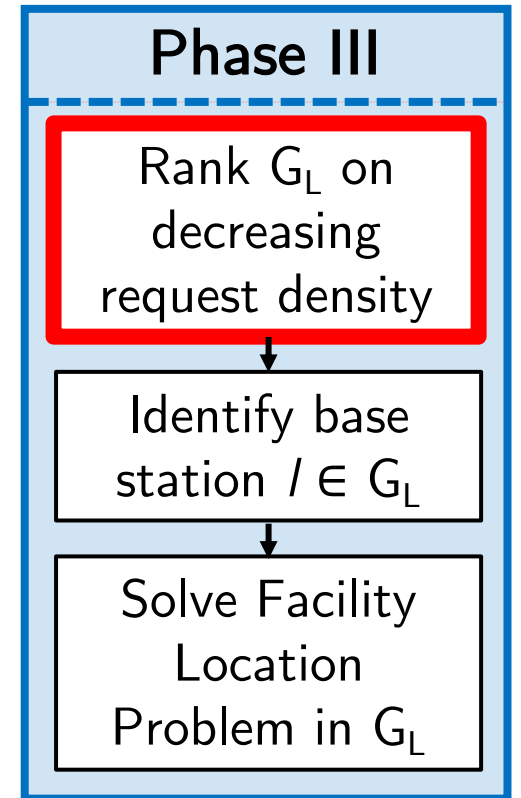 Phase III
Rank G_L on
decreasing
request density
Identify base
station l ∈ G_L
Solve Facility
Location
Problem in G_L